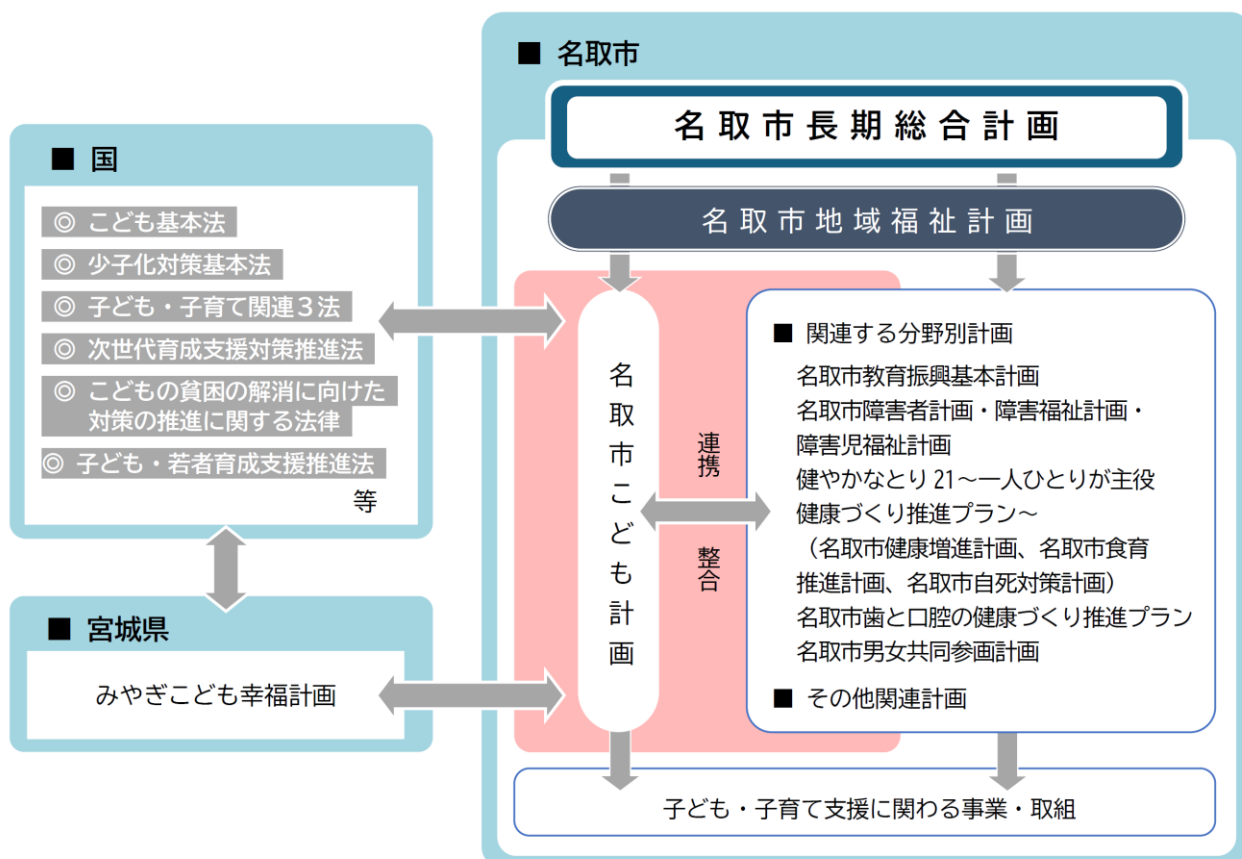 ■ 名取市
名取市長期総合計画
名取市地域福祉計画
■ 国
◎ こども基本法
◎ 少子化対策基本法
◎ 子ども・子育て関連３法
◎ 次世代育成支援対策推進法
◎ こどもの貧困の解消に向けた
対策の推進に関する法律
◎ 子ども・若者育成支援推進法
等
■ 宮城県
みやぎこども幸福計画
名取市こども計画
連携
整合
■ 関連する分野別計画
名取市教育振興基本計画
名取市障害者計画・障害福祉計画・
障害児福祉計画
健やかなとり 21～一人ひとりが主役
健康づくり推進プラン～
（名取市健康増進計画、名取市食育
推進計画、名取市自死対策計画）
名取市歯と口腔の健康づくり推進プラン
名取市男女共同参画計画
■ その他関連計画
子ども・子育て支援に関わる事業・取組